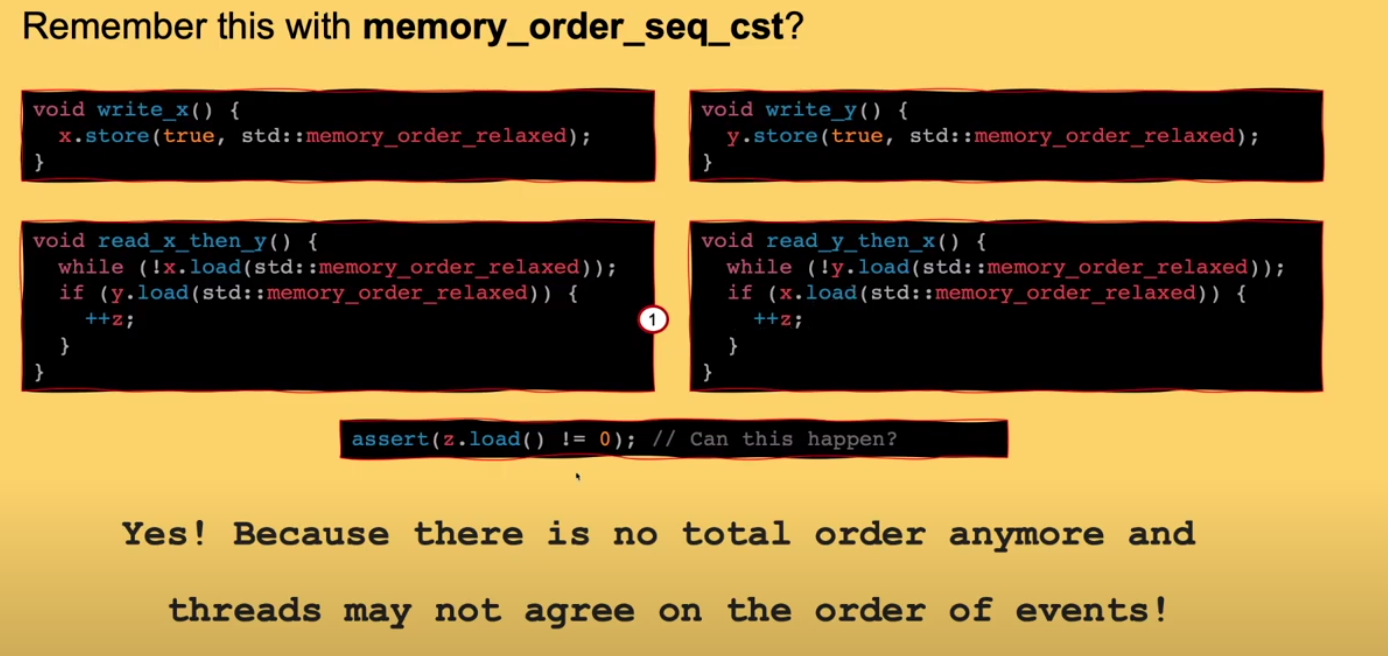 Remember this with memory_order_seq_cst?
void write_x() {
  x.store(true, std::memory_order_relaxed);
}
void write_y() {
  y.store(true, std::memory_order_relaxed);
}
void read_x_then_y() {
  while (!x.load(std::memory_order_relaxed));
  if (y.load(std::memory_order_relaxed)) {
    ++z;
  }
}
1
void read_y_then_x() {
  while (!y.load(std::memory_order_relaxed));
  if (x.load(std::memory_order_relaxed)) {
    ++z;
  }
}
assert(z.load() != 0); // Can this happen?
Yes! Because there is no total order anymore and
threads may not agree on the order of events!